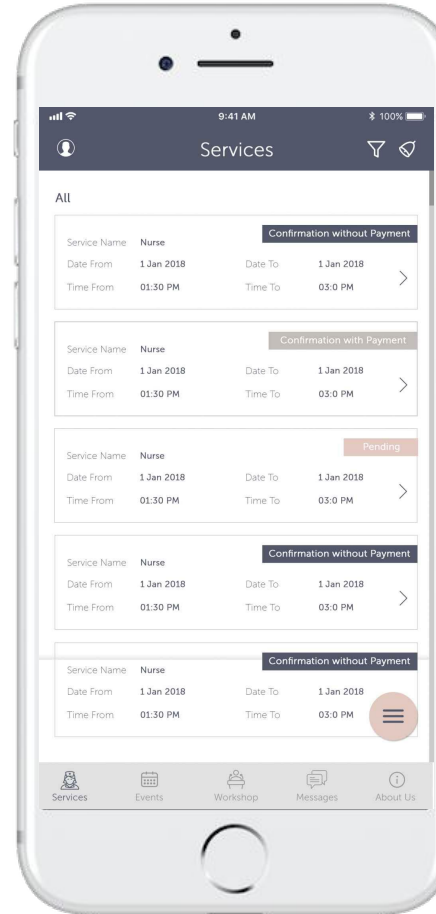 9:41 AM
100%
Services
All
Confirmation without Payment
Service Name Nurse
Date From 1 Jan 2018 Date To 1 Jan 2018
Time From 01:30 PM Time To 03:0 PM
Confirmation with Payment
Service Name Nurse
Date From 1 Jan 2018 Date To 1 Jan 2018
Time From 01:30 PM Time To 03:0 PM
Pending
Service Name Nurse
Date From 1 Jan 2018 Date To 1 Jan 2018
Time From 01:30 PM Time To 03:0 PM
Confirmation without Payment
Service Name Nurse
Date From 1 Jan 2018 Date To 1 Jan 2018
Time From 01:30 PM Time To 03:0 PM
Confirmation without Payment
Service Name Nurse
Date From 1 Jan 2018 Date To 1 Jan 2018
Time From 01:30 PM Time To 03:0 PM
Services Events Workshop Messages About Us